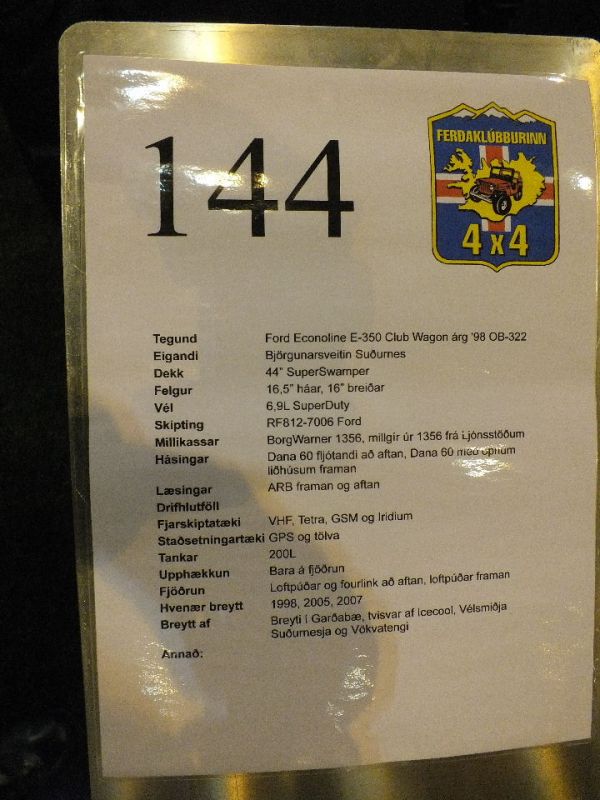 144
FERÐAKLÚBBURINN
4 x 4
Tegund Ford Econoline E-350 Club Wagon árg '98 OB-322
Eigandi Björgunarsveitin Suðurnes
Dekk 44" SuperSwamper
Felgur 16,5" háar, 16" breiðar
Vél 6,9L SuperDuty
Skipting RF812-7006 Ford
Millikassar BorgWarner 1356, millgír úr 1356 frá Ljónsstöðum
Hásingar Dana 60 fljótandi að aftan, Dana 60 með opnum
liðhúsum framan
Læsingar ARB framan og aftan
Drifhlutföll
Fjarskiptatæki VHF, Tetra, GSM og Iridium
Staðsetningartæki GPS og tölva
Tankar 200L
Upphækkun Bara á fjöðrun
Fjöðrun Loftpúðar og fourlink að aftan, loftpúðar framan
Hvenær breytt 1998, 2005, 2007
Breytt af Breyti í Garðabæ, tvisvar af Icecool, Vélsmiðja
Suðurnesja og Vökvatengi
Annað: